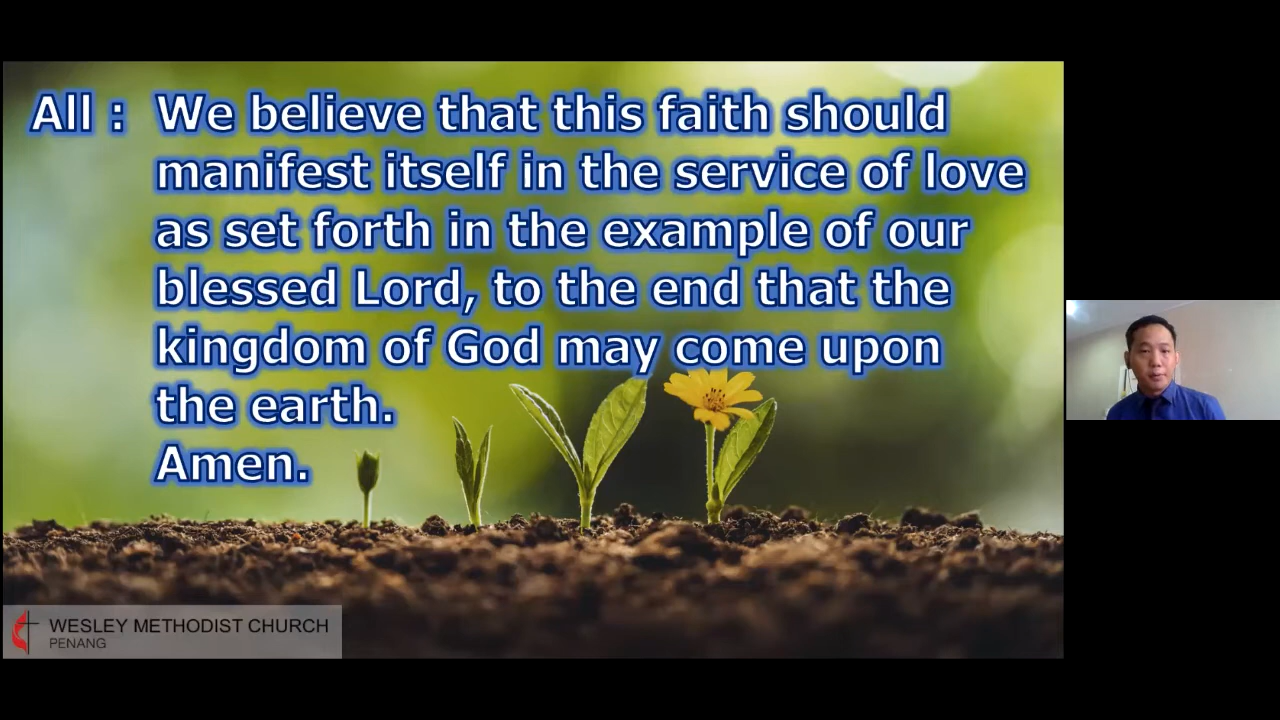 All : We believe that this faith should
manifest itself in the service of love
as set forth in the example of our
blessed Lord, to the end that the
kingdom of God may come upon
the earth.
Amen.
WESLEY METHODIST CHURCH
PENANG